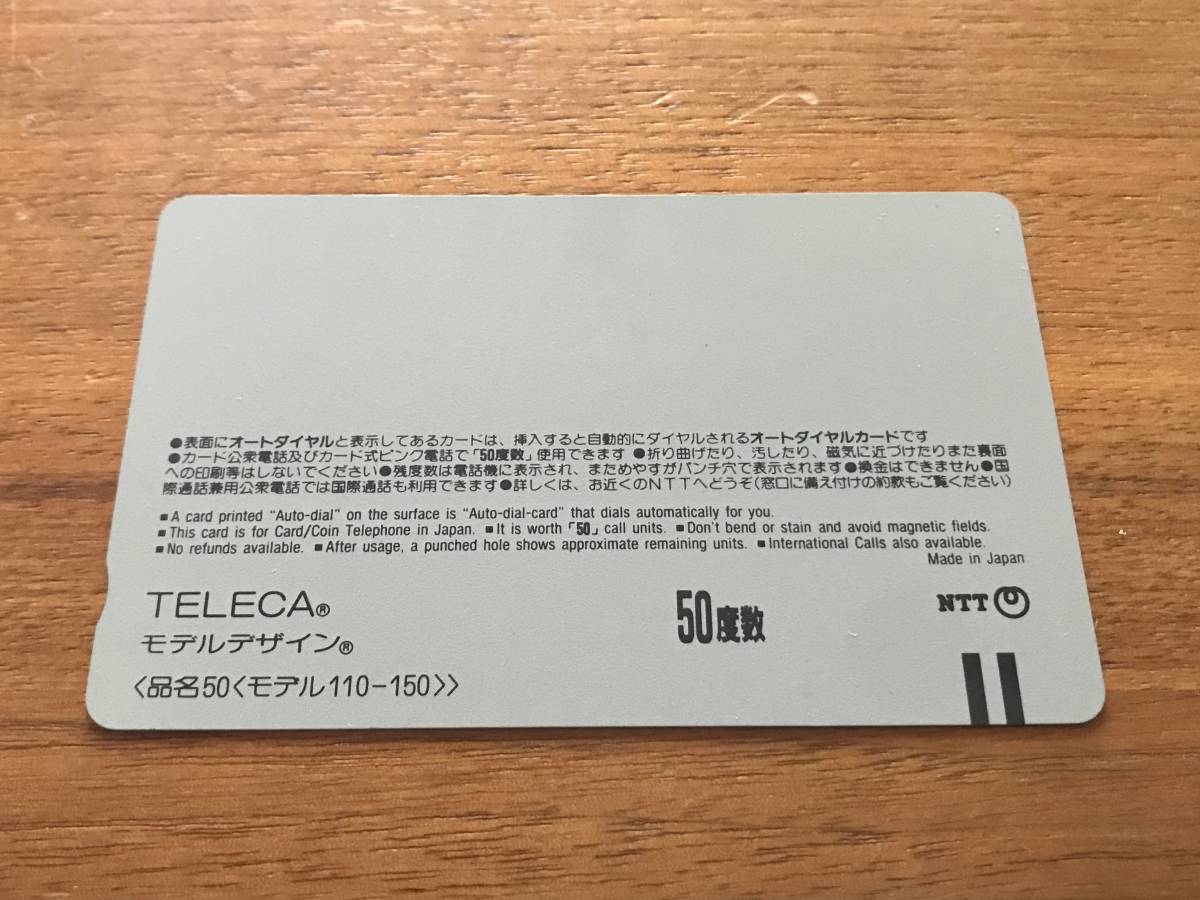 ●表面にオートダイヤルと表示してあるカードは、挿入すると自動的にダイヤルされるオートダイヤルカードです
●カード公衆電話及びカード式ピンク電話で「50度数」使用できます ●折り曲げたり、汚したり、磁気に近づけたりまた裏面
への印刷等はしないでください●残度数は電話機に表示され、まためやすがパンチ穴で表示されます●換金はできません●国
際通話兼用公衆電話では国際通話も利用できます●詳しくは、お近くのNTTへどうぞ(窓口に備え付けの約款もご覧ください)
■A card printed "Auto-dial" on the surface is "Auto-dial-card" that dials automatically for you.
■This card is for Card/Coin Telephone in Japan. ■It is worth「50」call units. ■Don't bend or stain and avoid magnetic fields.
■No refunds available. ■After usage, a punched hole shows approximate remaining units. ■International Calls also available.
Made in Japan
TELECA®
モデルデザイン®
〈品名50〈モデル110-150〉〉
50度数
NTT